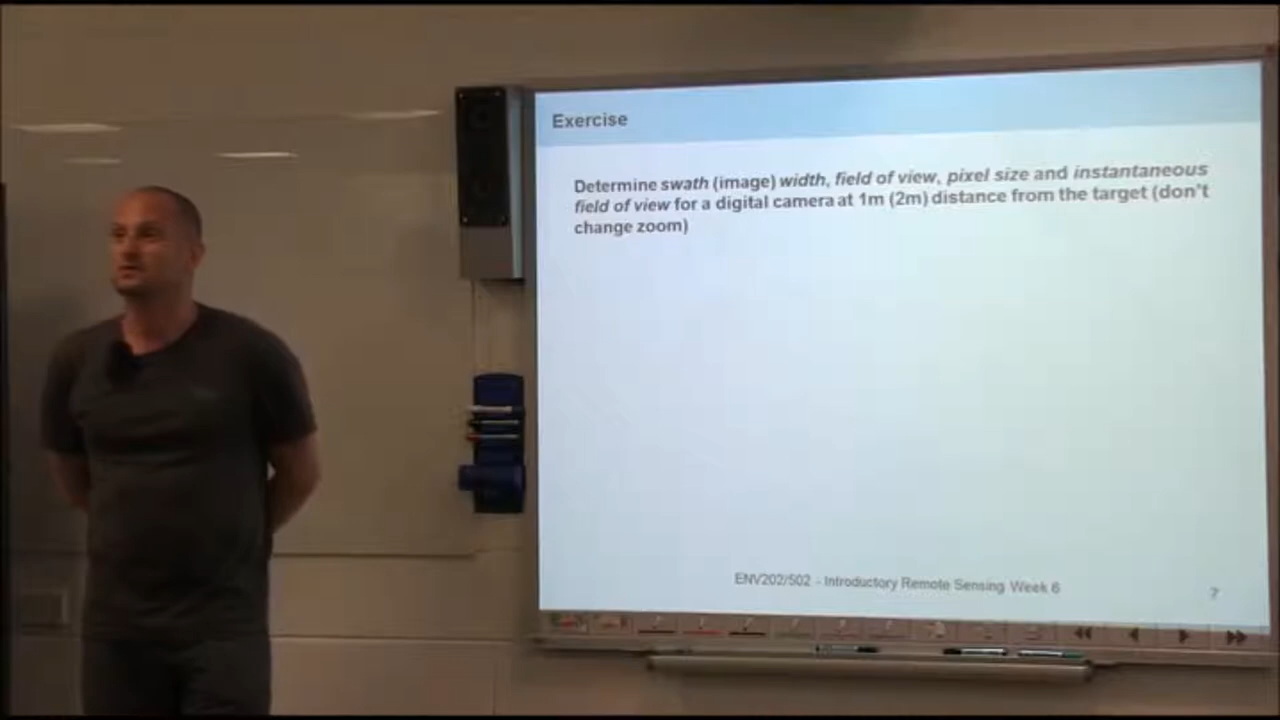 Exercise
Determine swath (image) width, field of view, pixel size and instantaneous
field of view for a digital camera at 1m (2m) distance from the target (don't
change zoom)
ENV202/502 - Introductory Remote Sensing Week 6
7